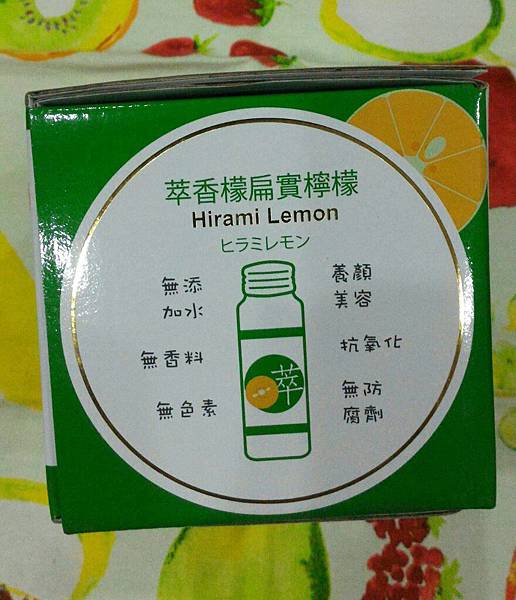 萃香檬扁實檸檬
Hirami Lemon
ヒラミレモン
無添
加水
養顏
美容
無香料
抗氧化
無色素
無防
腐劑
萃